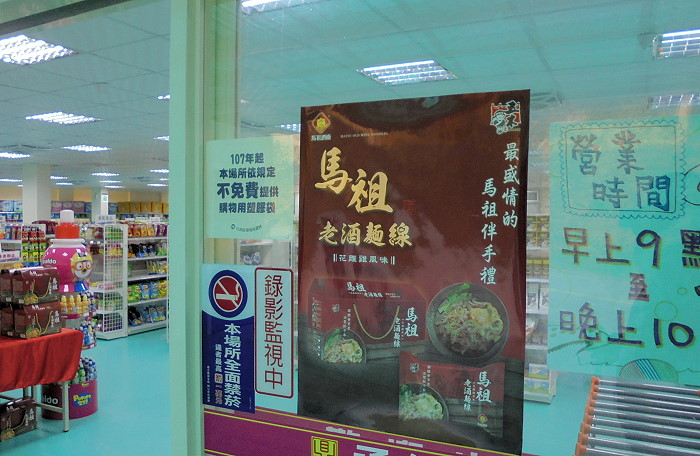 107年起
本場所依規定
不免費提供
購物用塑膠袋
錄影監視中
本場所全面禁菸
馬祖
老酒麵線
花雕雞風味
最盛情的
馬祖伴手禮
馬祖
馬祖
老酒麵線
馬祖
老酒麵線
營業
時間
早上9點
至
晚上10